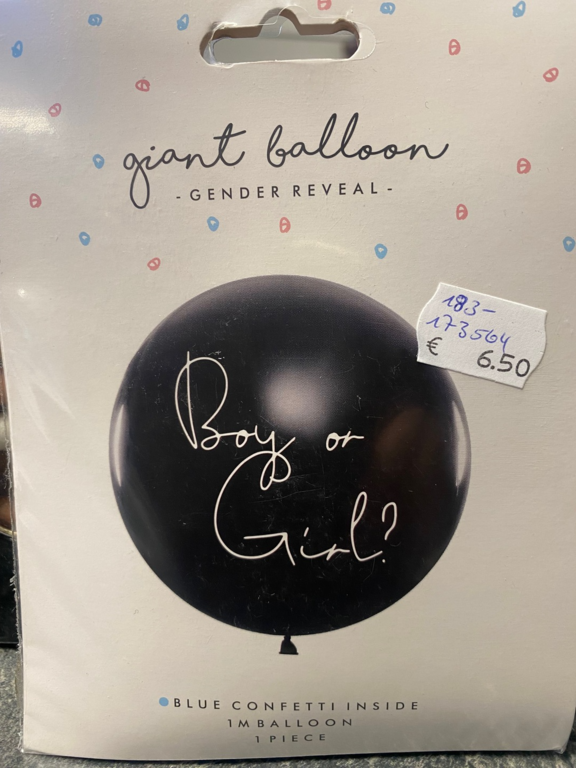 giant balloon
- GENDER REVEAL -
183-
173564
€ 6.50
Boy or
Girl?
BLUE CONFETTI INSIDE
1M BALLOON
1 PIECE